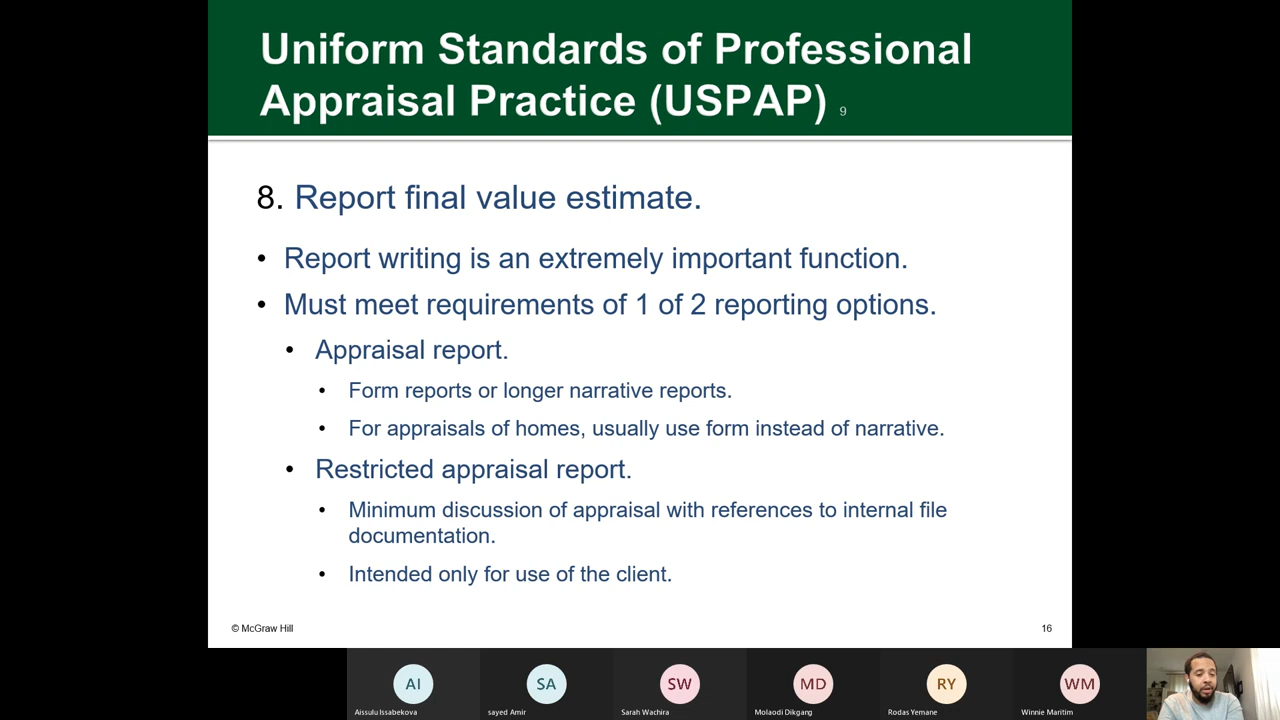 Uniform Standards of Professional
Appraisal Practice (USPAP) 9
8. Report final value estimate.
• Report writing is an extremely important function.
• Must meet requirements of 1 of 2 reporting options.
• Appraisal report.
• Form reports or longer narrative reports.
• For appraisals of homes, usually use form instead of narrative.
• Restricted appraisal report.
• Minimum discussion of appraisal with references to internal file
documentation.
• Intended only for use of the client.
© McGraw Hill
16
AI
SA
SW
MD
RY
WM
Aissulu Issabekova
sayed Amir
Sarah Wachira
Molaodi Dikgang
Rodas Yemane
Winnie Maritim